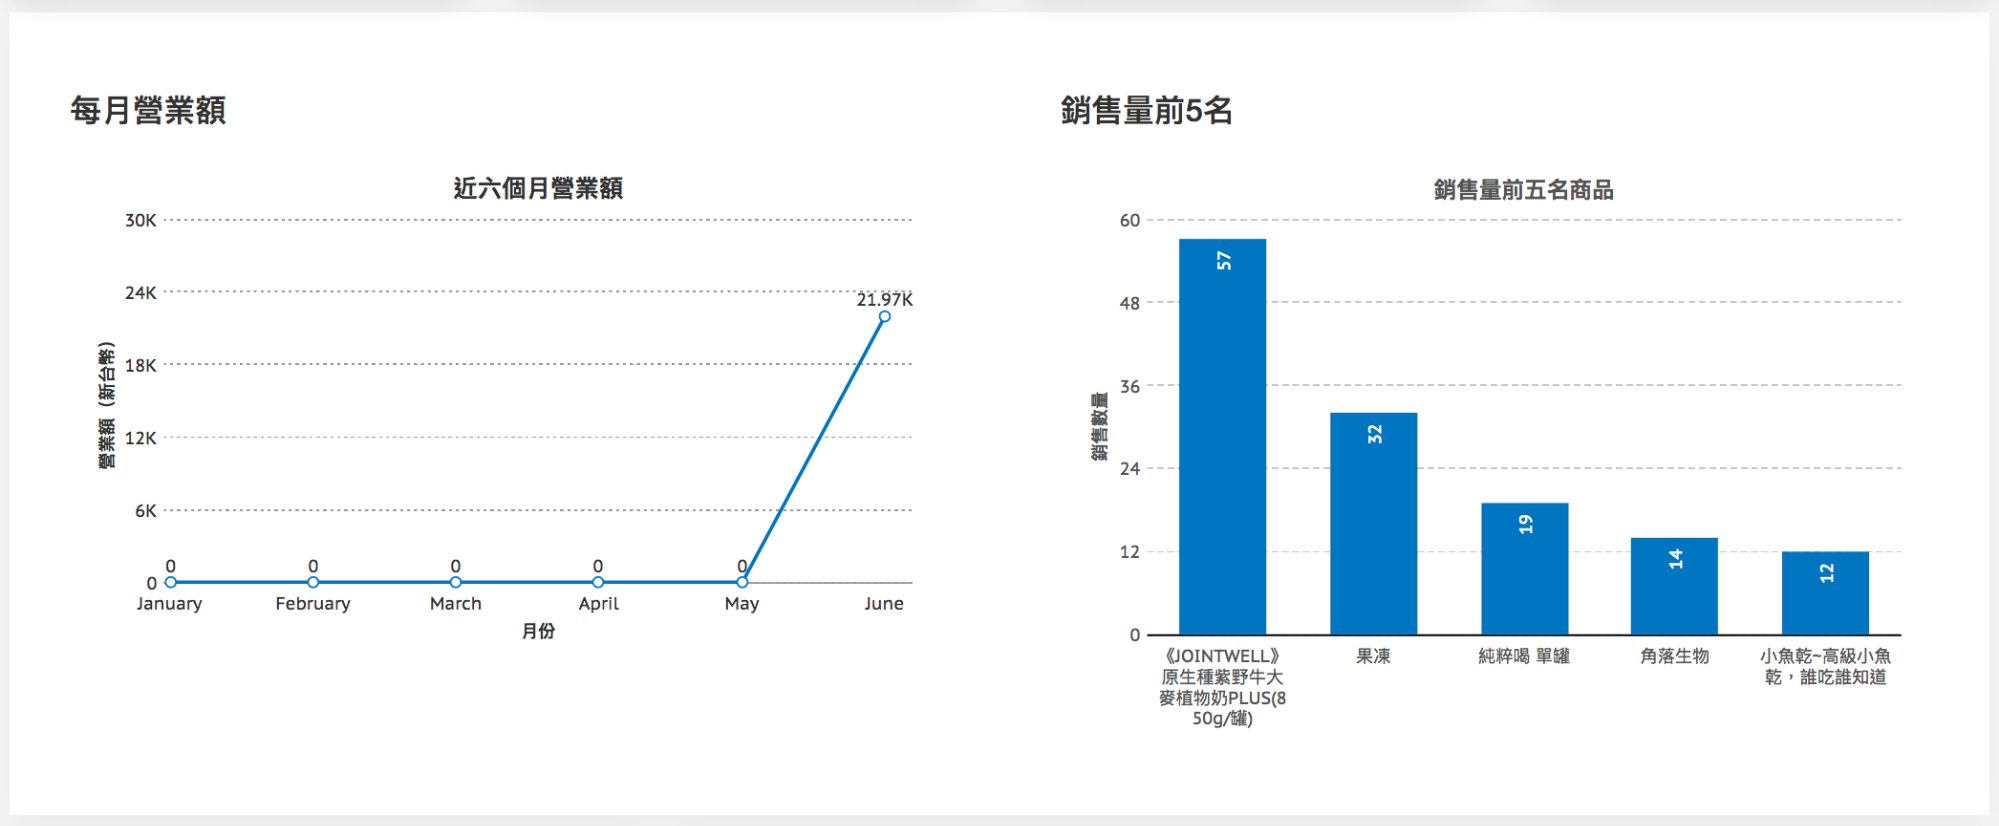 每月營業額
近六個月營業額
30K
24K
18K
12K
6K
0
營業額（新台幣）
0
0
0
0
0
21.97K
January
February
March
April
May
June
月份
銷售量前5名
銷售量前五名商品
60
48
36
24
12
0
銷售數量
57
32
19
14
12
《JOINTWELL》
原生種紫野牛大
麥植物奶PLUS(8
50g/罐)
果凍
純粹喝 單罐
角落生物
小魚乾~高級小魚
乾，誰吃誰知道